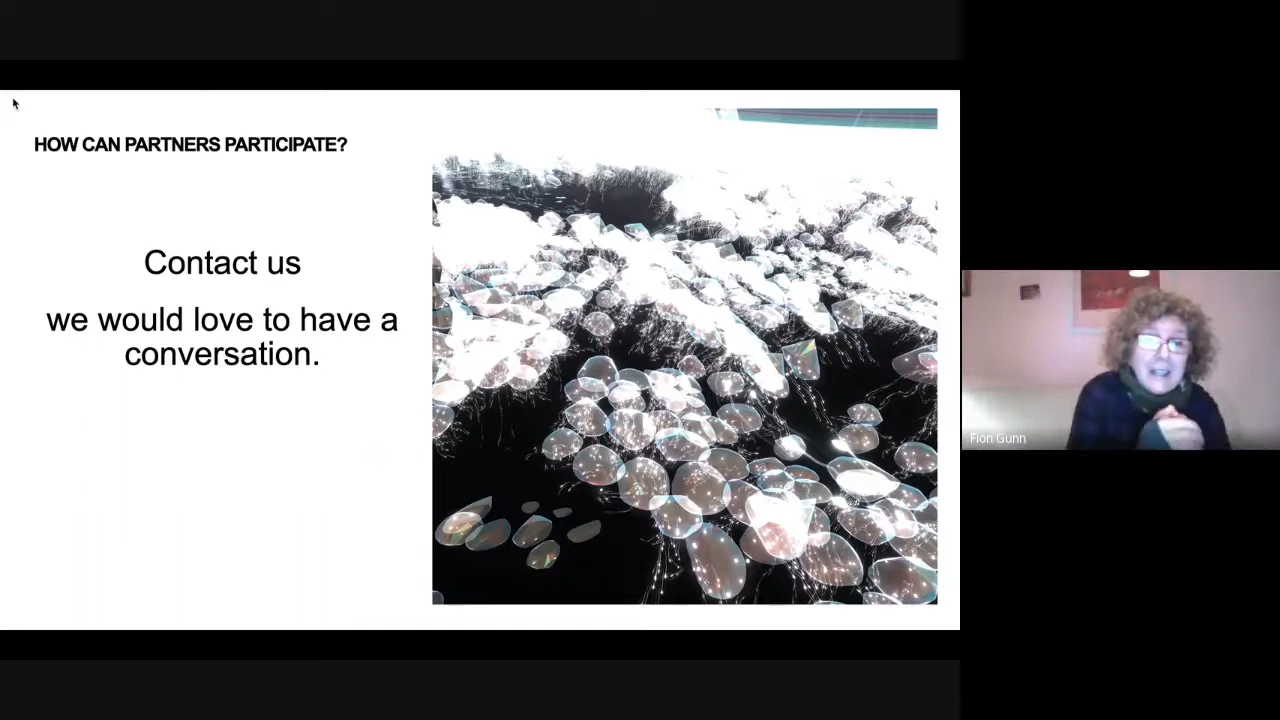 HOW CAN PARTNERS PARTICIPATE?
Contact us
we would love to have a
conversation.
Fion Gunn